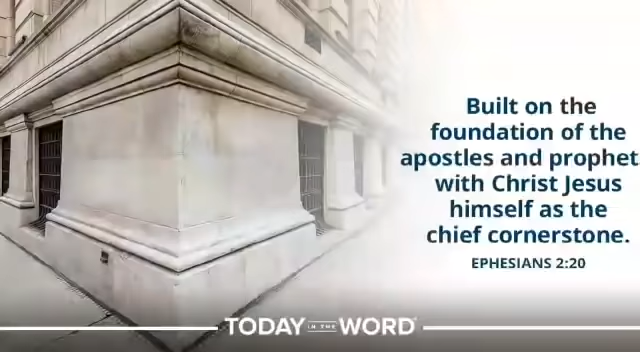 Built on the
foundation of the
apostles and prophet
with Christ Jesus
himself as the
chief cornerstone.
EPHESIANS 2:20
TODAY IN THE WORD